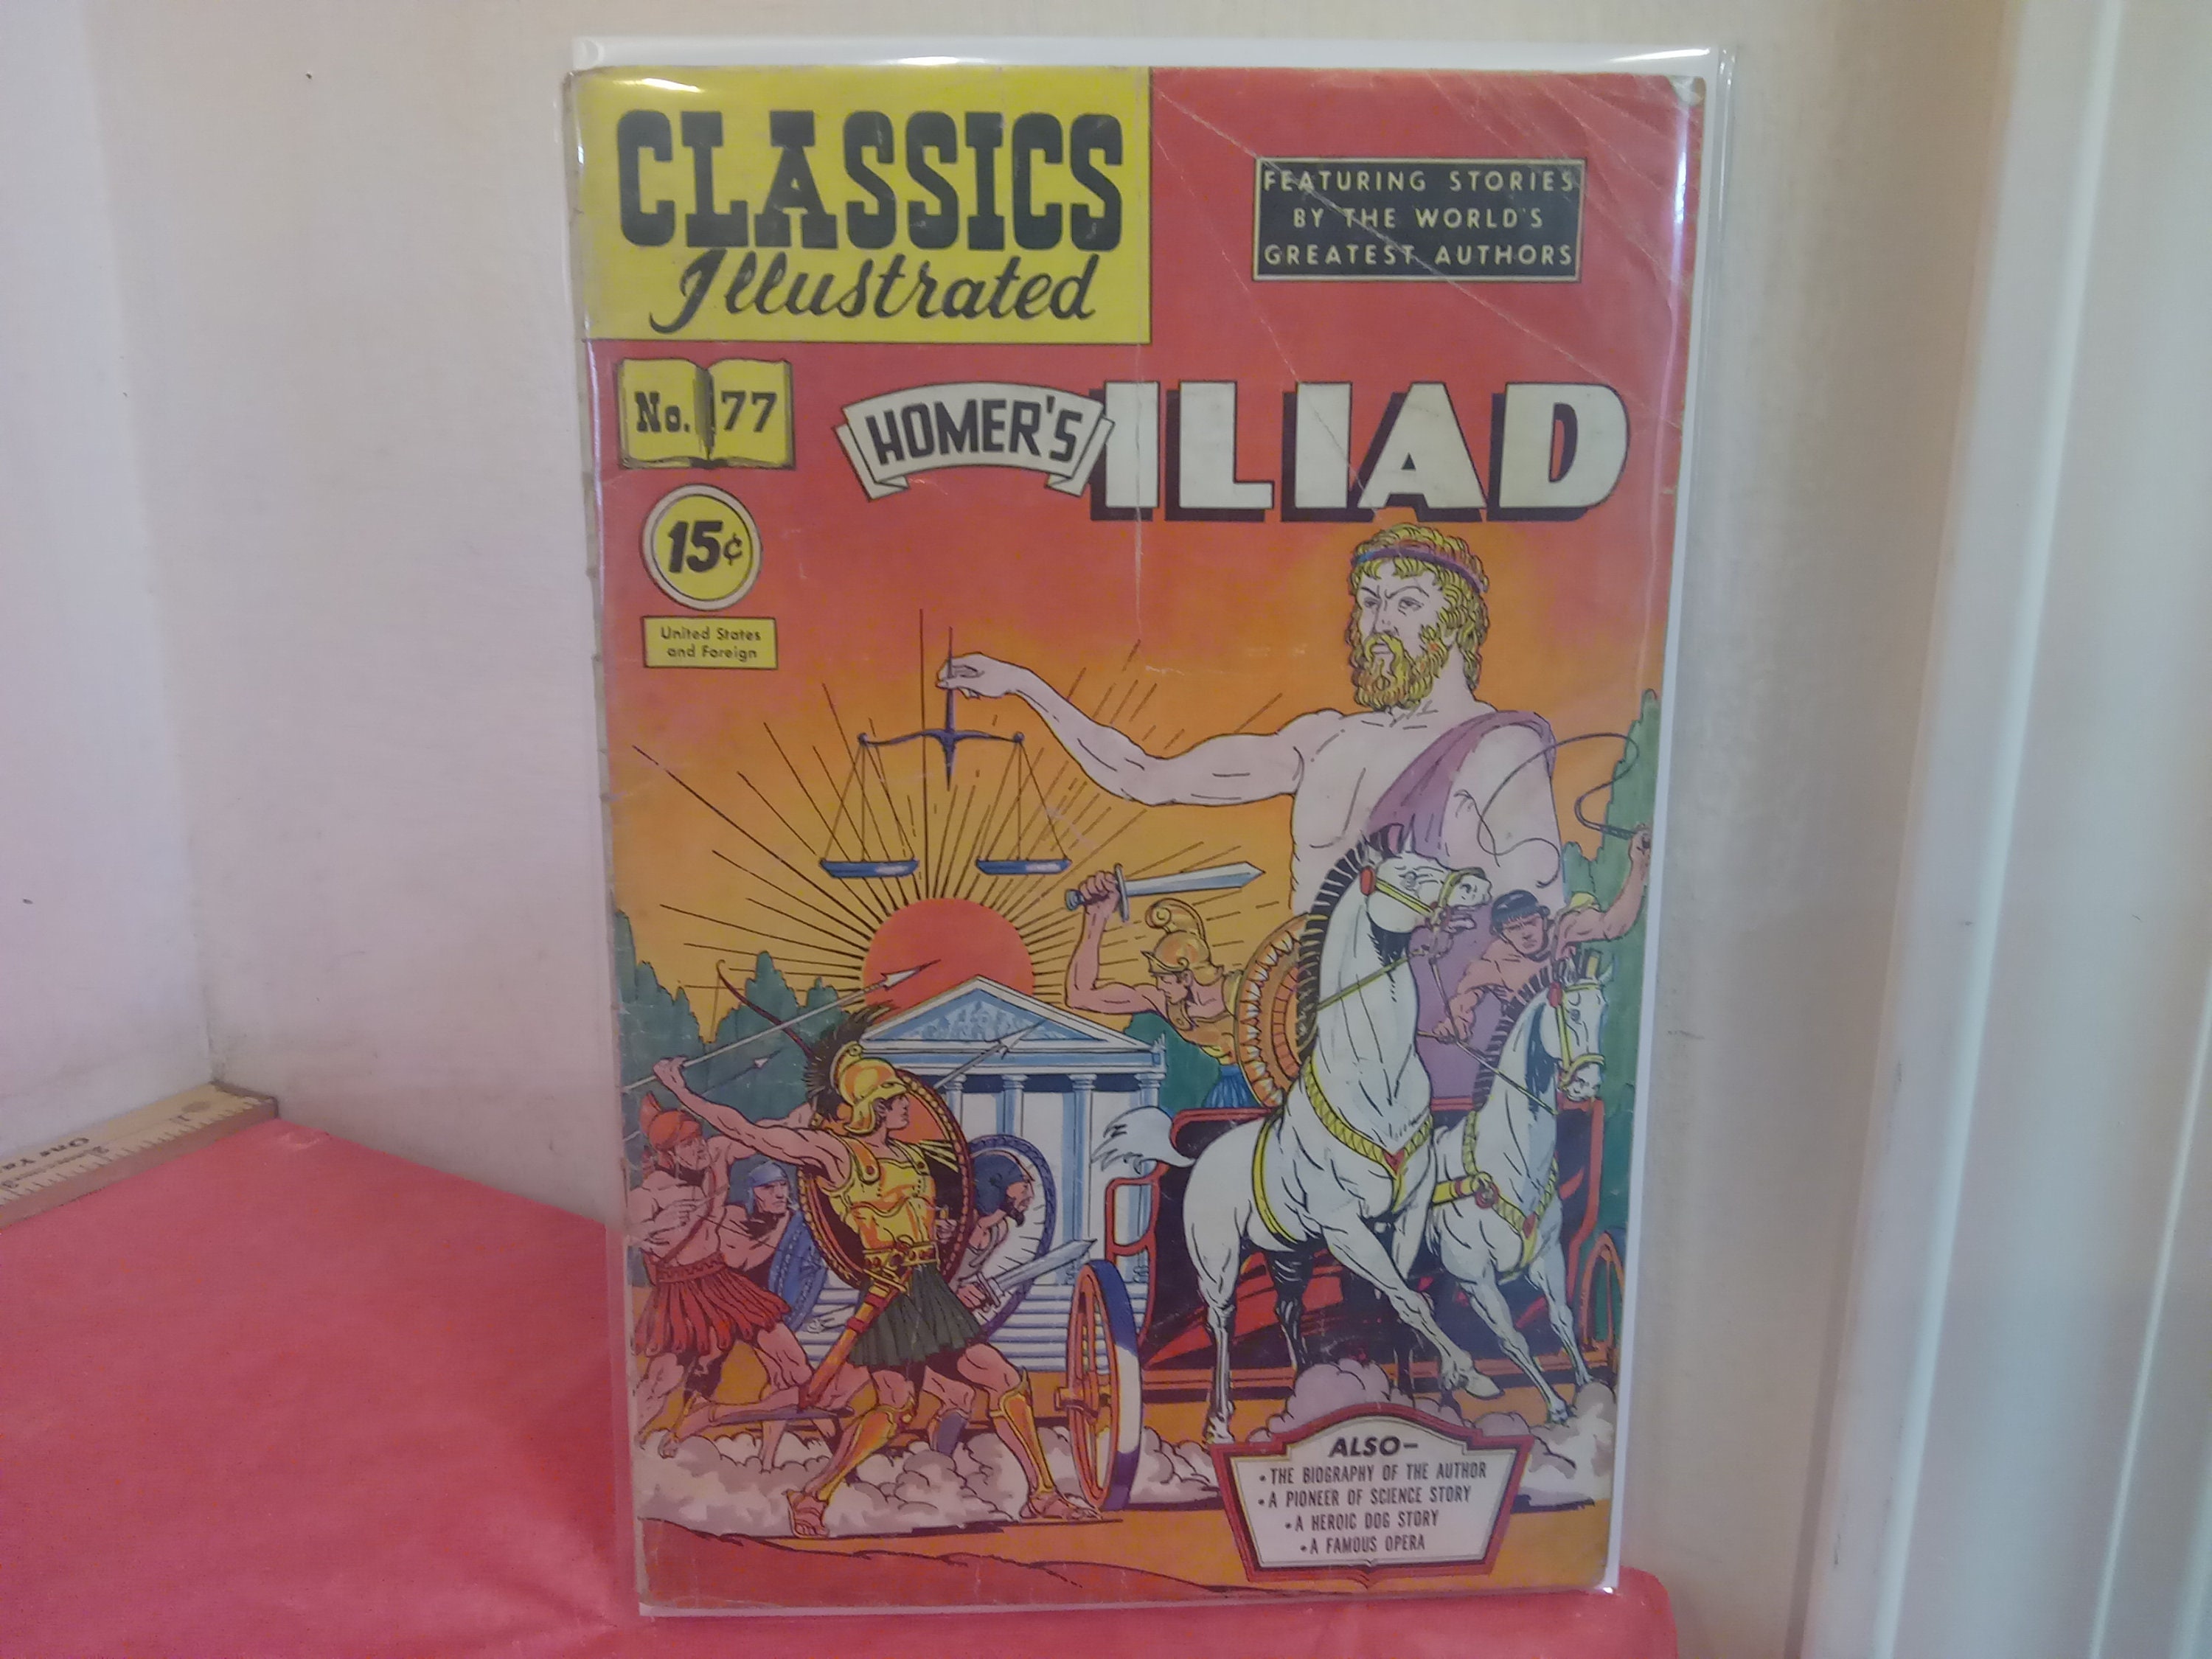 CLASSICS
Illustrated
FEATURING STORIES
BY THE WORLD'S
GREATEST AUTHORS
No. 77
HOMER'S ILIAD
15¢
United States
and Foreign
ALSO—
• THE BIOGRAPHY OF THE AUTHOR
• A PIONEER OF SCIENCE STORY
• A HEROIC DOG STORY
• A FAMOUS OPERA